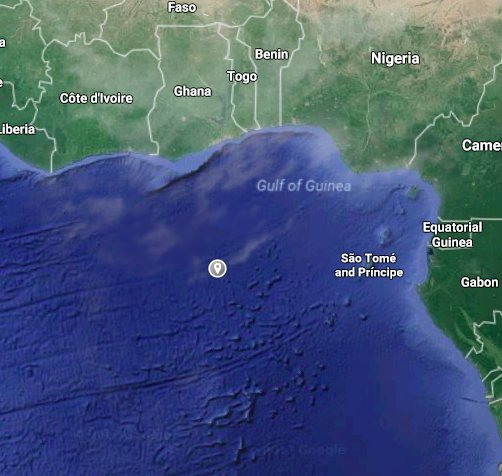 Faso
Benin
Nigeria
Togo
Ghana
Côte d'Ivoire
Liberia
Camer
Gulf of Guinea
Equatorial
Guinea
São Tomé
and Príncipe
Gabon
Google